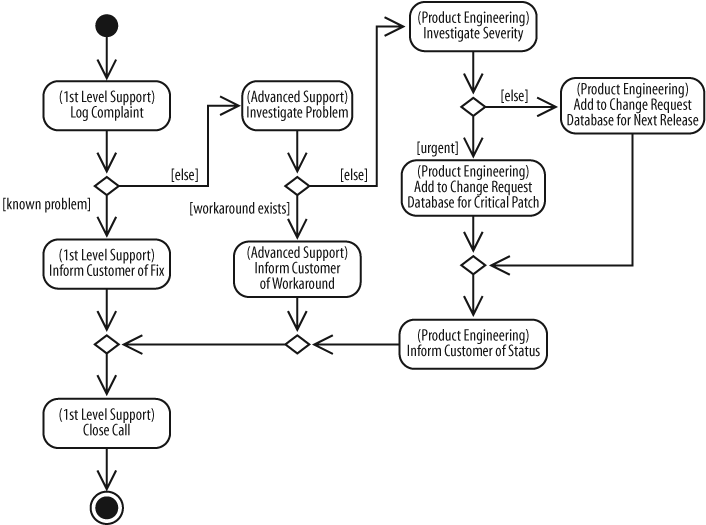 (Product Engineering)
Investigate Severity
(1st Level Support)
Log Complaint
(Advanced Support)
Investigate Problem
[else]
(Product Engineering)
Add to Change Request
Database for Next Release
[else]
[else]
[urgent]
(Product Engineering)
Add to Change Request
Database for Critical Patch
[known problem]
[workaround exists]
(1st Level Support)
Inform Customer of Fix
(Advanced Support)
Inform Customer
of Workaround
(Product Engineering)
Inform Customer of Status
(1st Level Support)
Close Call